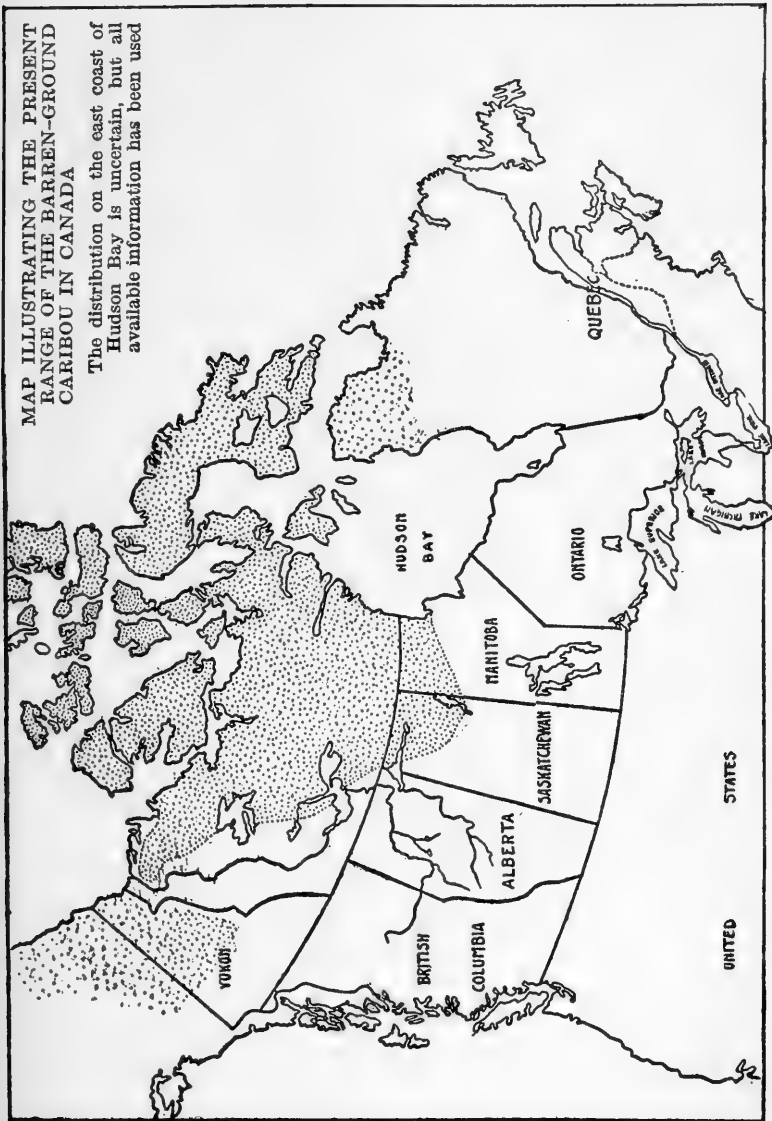 MAP ILLUSTRATING THE PRESENT
RANGE OF THE BARREN-GROUND
CARIBOU IN CANADA
The distribution on the east coast of
Hudson Bay is uncertain, but all
available information has been used
YUKON
BRITISH
COLUMBIA
ALBERTA
SASKATCHEWAN
MANITOBA
HUDSON
BAY
ONTARIO
QUEBEC
LAKE SUPERIOR
LAKE MICHIGAN
UNITED
STATES